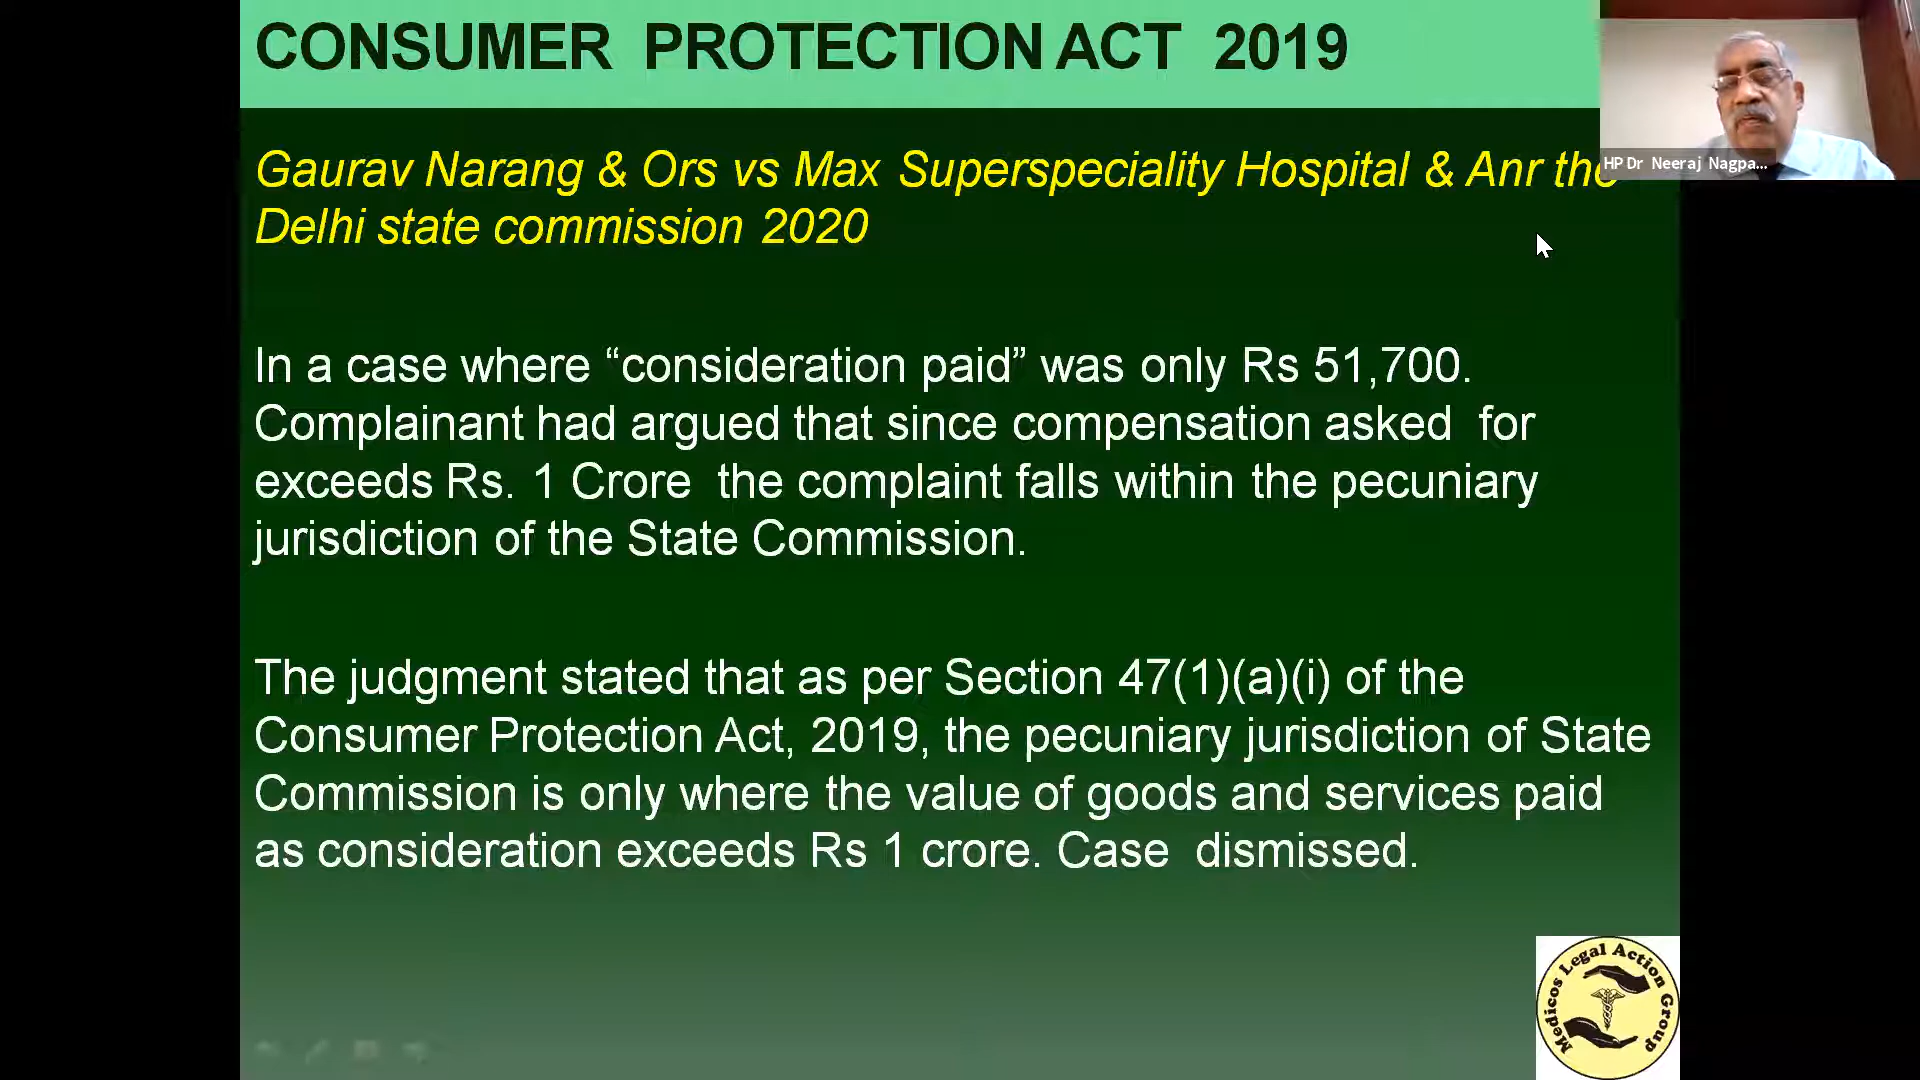 CONSUMER PROTECTION ACT 2019
HP Dr Neeraj Nagpa...
Gaurav Narang & Ors vs Max Superspeciality Hospital & Anr the
Delhi state commission 2020
In a case where “consideration paid” was only Rs 51,700.
Complainant had argued that since compensation asked for
exceeds Rs. 1 Crore the complaint falls within the pecuniary
jurisdiction of the State Commission.
The judgment stated that as per Section 47(1)(a)(i) of the
Consumer Protection Act, 2019, the pecuniary jurisdiction of State
Commission is only where the value of goods and services paid
as consideration exceeds Rs 1 crore. Case dismissed.
Medicos Legal Action Group